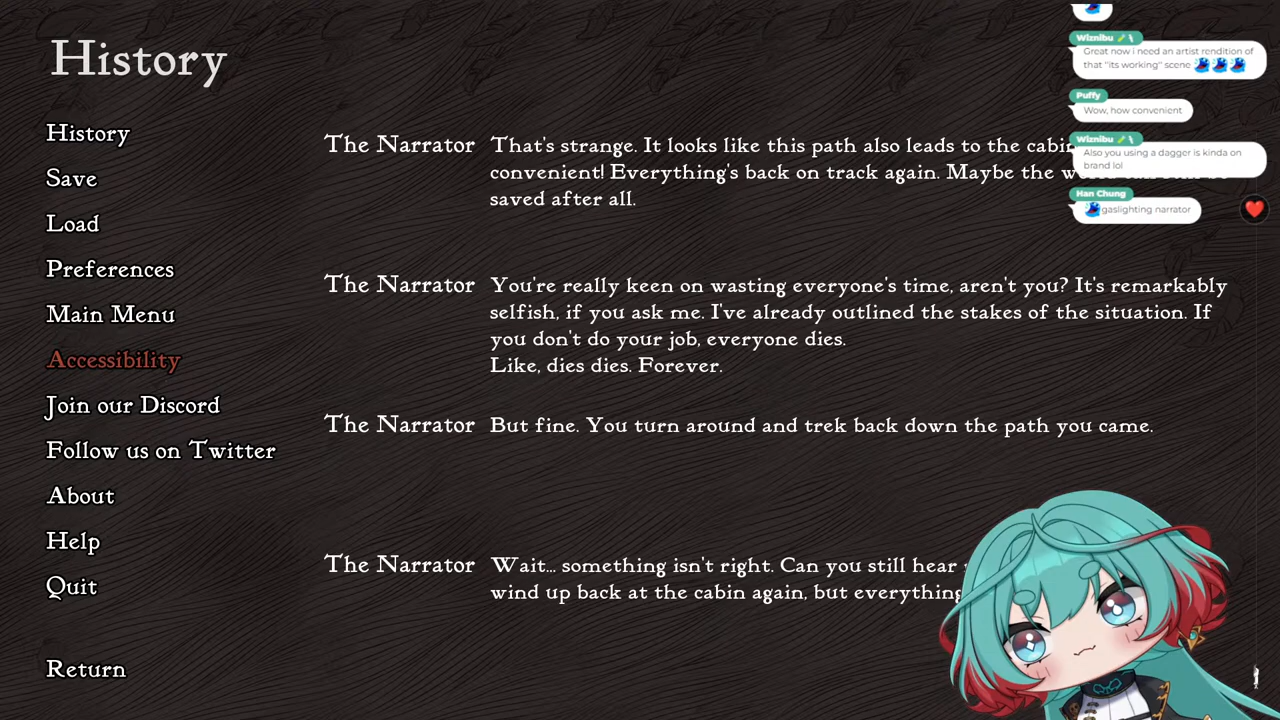 History
History
Save
Load
Preferences
Main Menu
Accessibility
Join our Discord
Follow us on Twitter
About
Help
Quit
Return
The Narrator
That's strange. It looks like this path also leads to the cabin
convenient! Everything's back on track again. Maybe the
saved after all.
The Narrator
You're really keen on wasting everyone's time, aren't you? It's remarkably
selfish, if you ask me. I've already outlined the stakes of the situation. If
you don't do your job, everyone dies.
Like, dies dies. Forever.
The Narrator
But fine. You turn around and trek back down the path you came.
The Narrator
Wait... something isn't right. Can you still hear
wind up back at the cabin again, but everything
Wiznibu
Great now i need an artist rendition of
that "its working" scene
Puffy
Wow, how convenient
Wiznibu
Also you using a dagger is kinda on
brand lol
Han Chung
gaslighting narrator